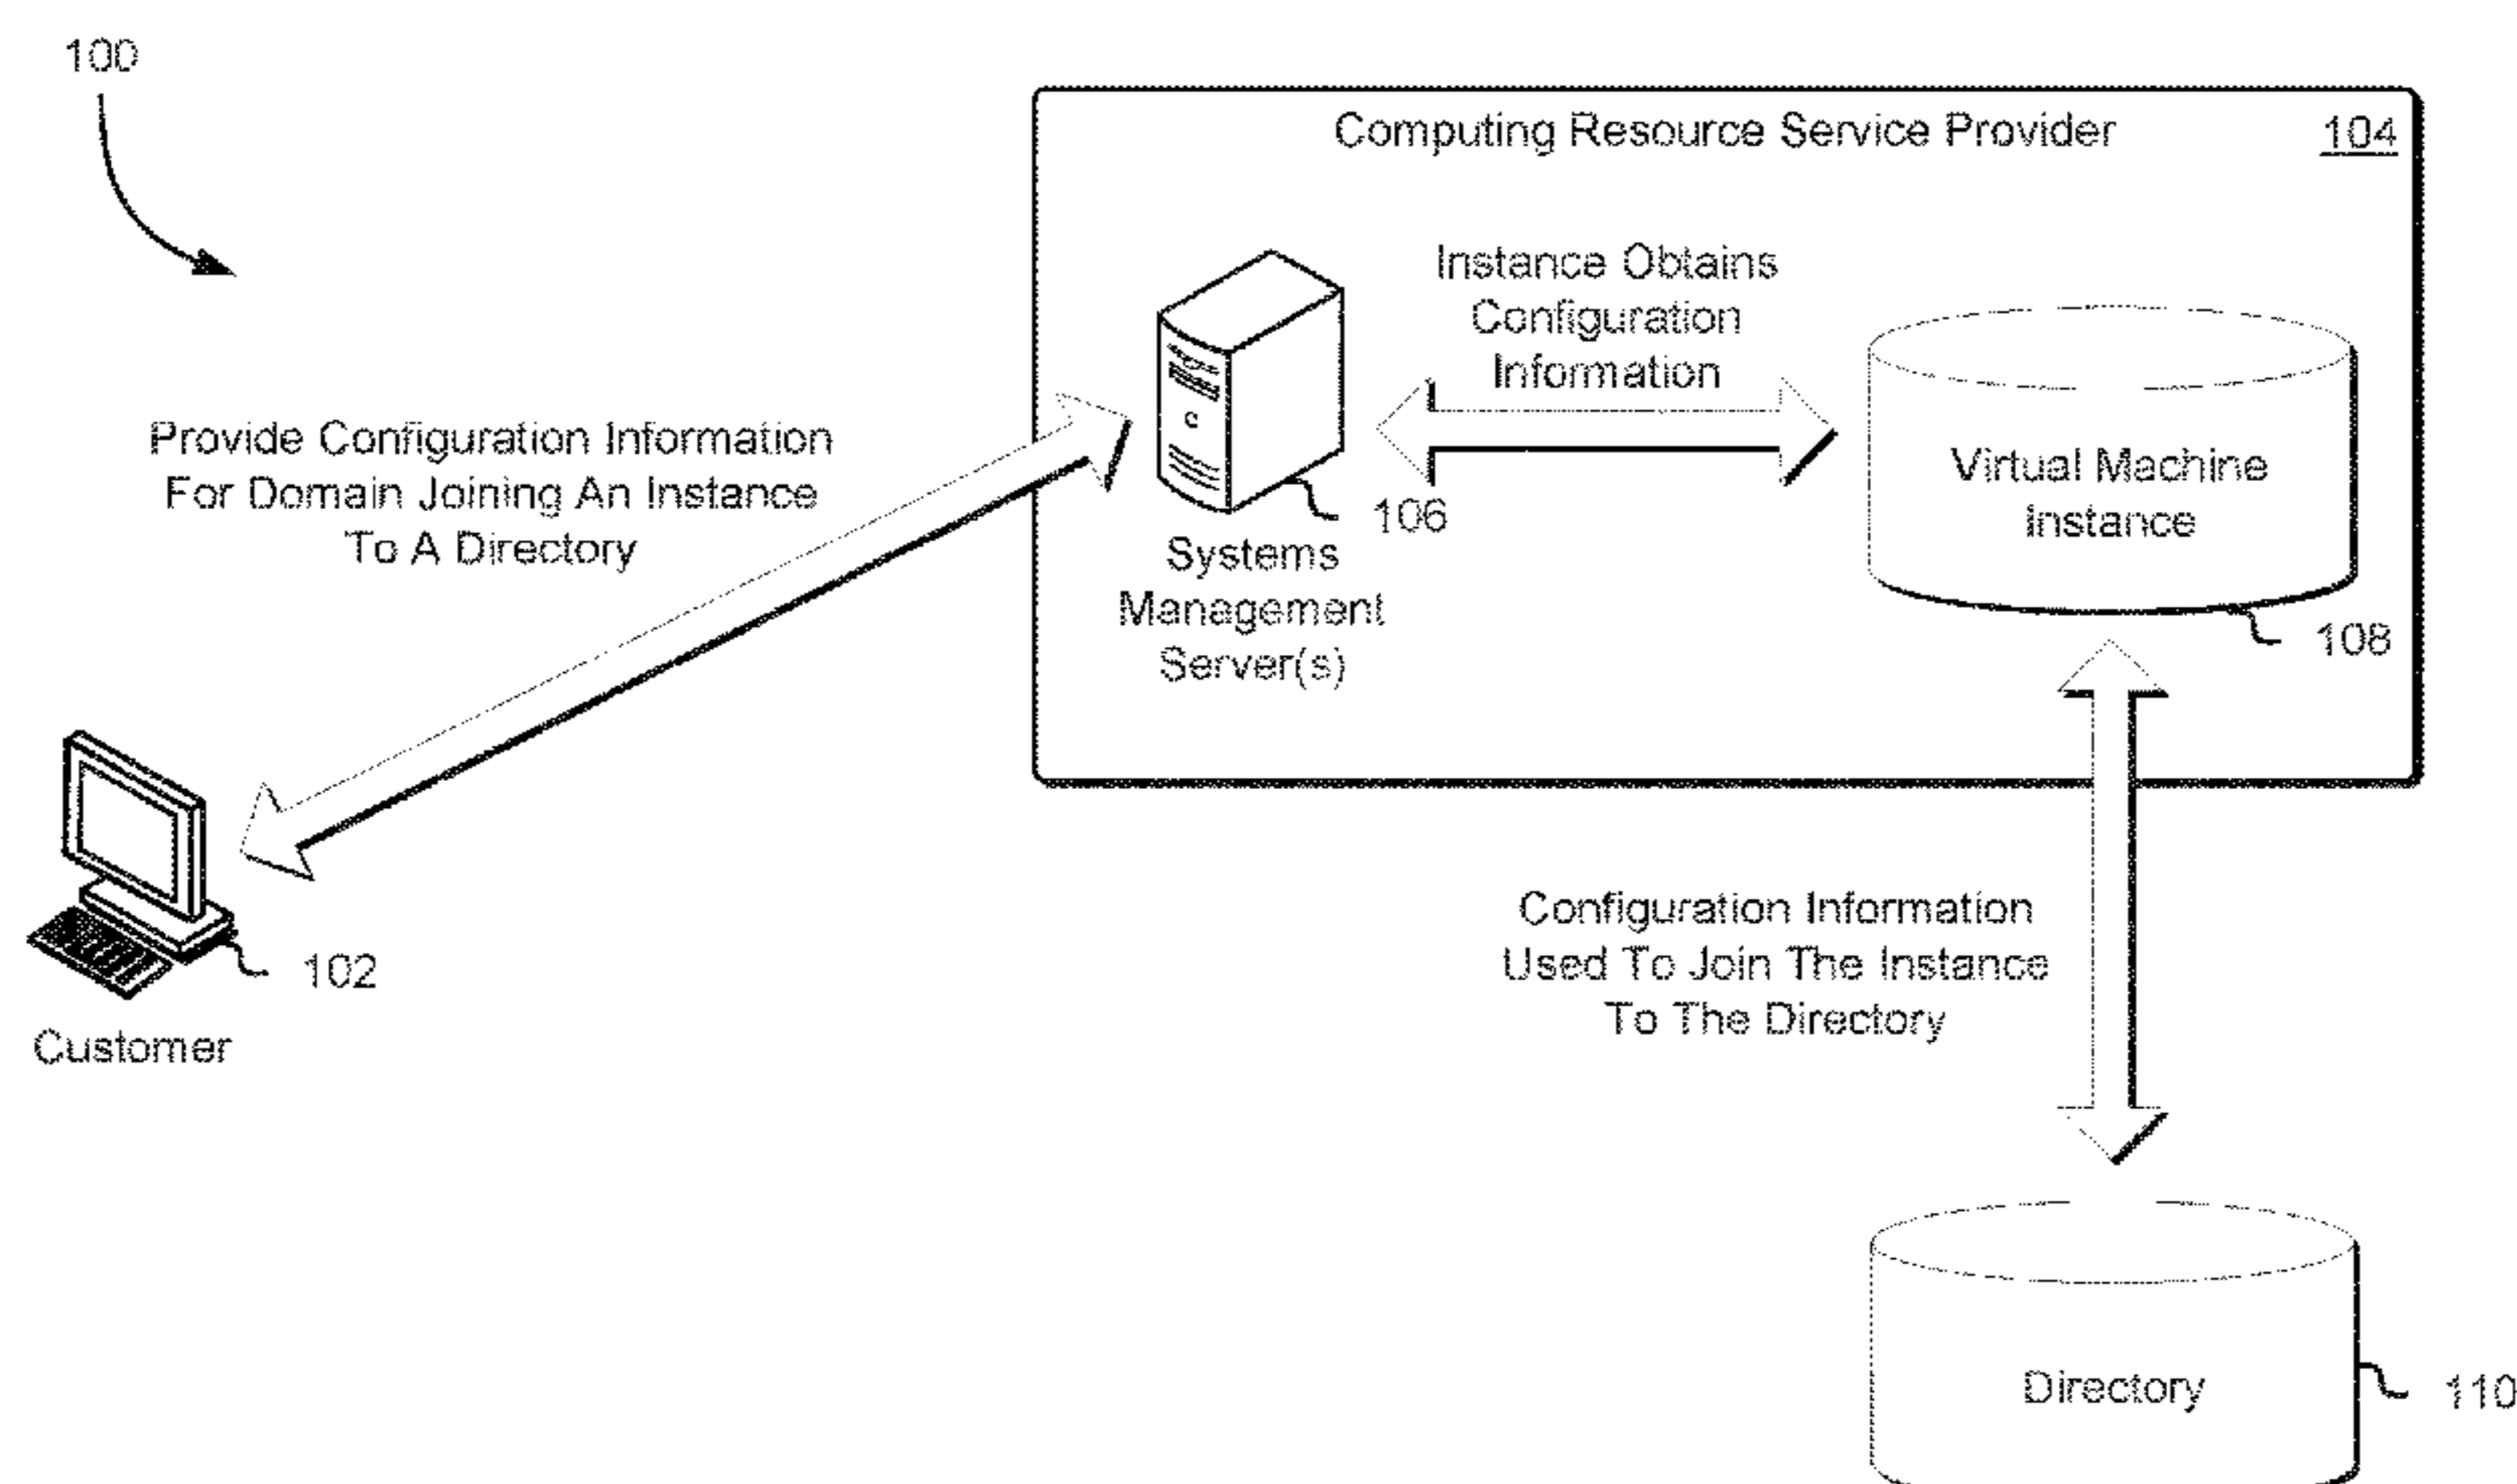 100
Computing Resource Service Provider 104
Instance Obtains
Configuration
Information
Provide Configuration Information
For Domain Joining An Instance
To A Directory
Virtual Machine
Instance
106
Systems
Management
Server(s)
108
Configuration Information
Used To Join The Instance
To The Directory
102
Customer
Directory
110